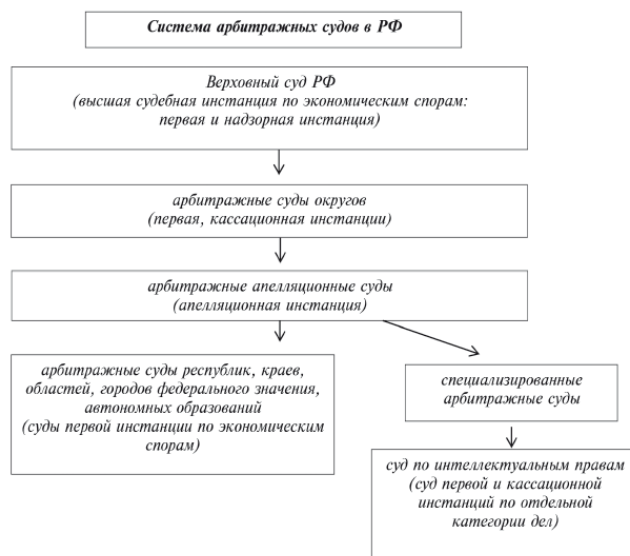 Система арбитражных судов в РФ
Верховный суд РФ
(высшая судебная инстанция по экономическим спорам:
первая и надзорная инстанция)
арбитражные суды округов
(первая, кассационная инстанции)
арбитражные апелляционные суды
(апелляционная инстанция)
арбитражные суды республик, краев,
областей, городов федерального значения,
автономных образований
(суды первой инстанции по экономическим
спорам)
специализированные
арбитражные суды
суд по интеллектуальным правам
(суд первой и кассационной
инстанций по отдельной
категории дел)